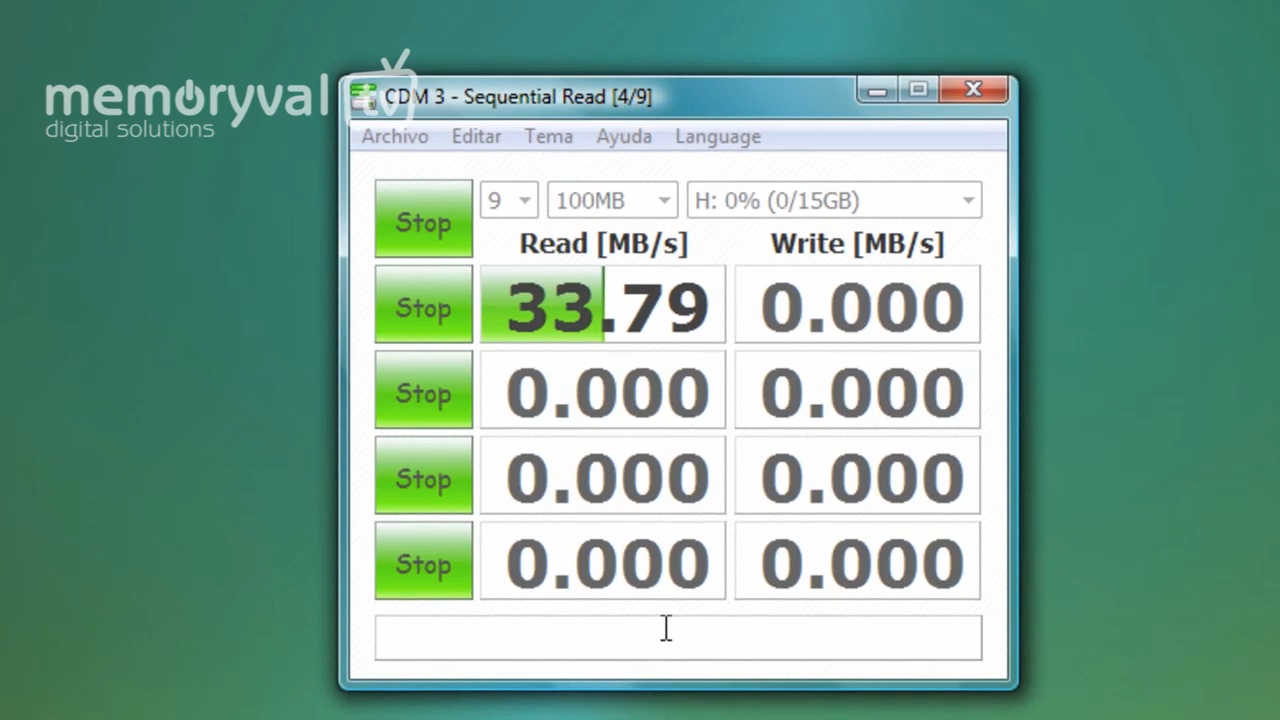 memoryval tv
digital solutions
CDM 3 - Sequential Read [4/9]
Archivo Editar Tema Ayuda Language
Stop 9 100MB H: 0% (0/15GB)
Read [MB/s] Write [MB/s]
Stop 33.79 0.000
Stop 0.000 0.000
Stop 0.000 0.000
Stop 0.000 0.000